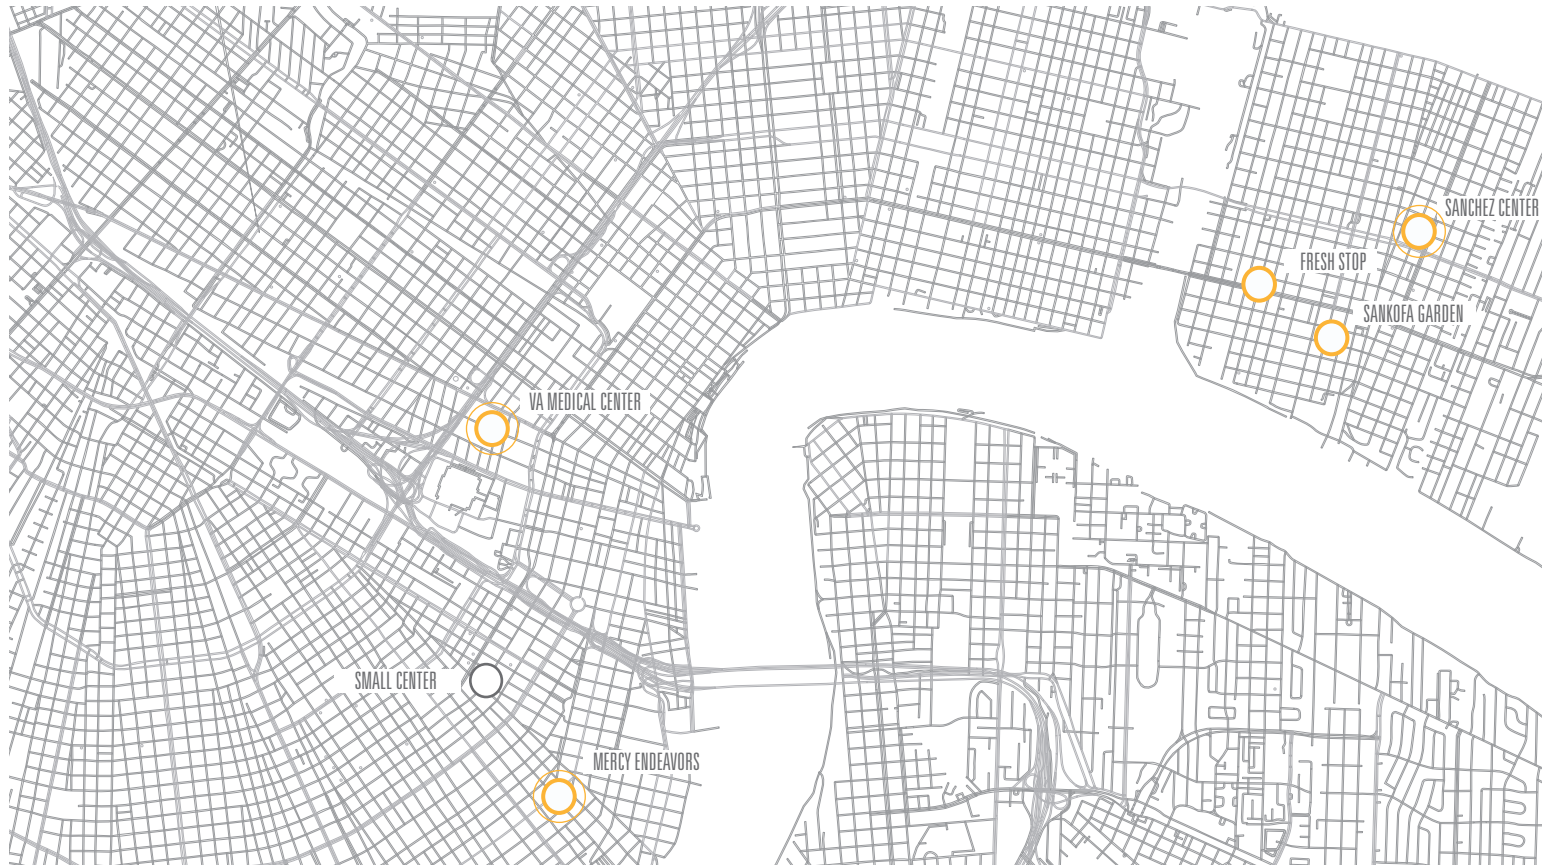 SANCHEZ CENTER
FRESH STOP
SANKOFA GARDEN
VA MEDICAL CENTER
SMALL CENTER
MERCY ENDEAVORS